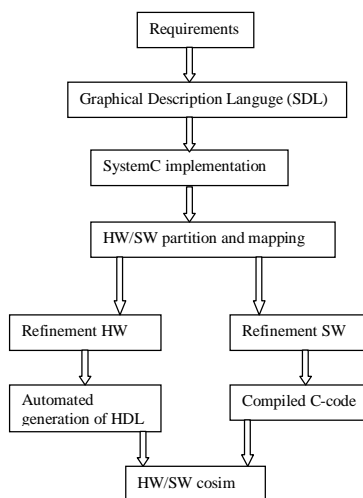 Requirements
Graphical Description Languge (SDL)
SystemC implementation
HW/SW partition and mapping
Refinement HW
Refinement SW
Automated
generation of HDL
Compiled C-code
HW/SW cosim